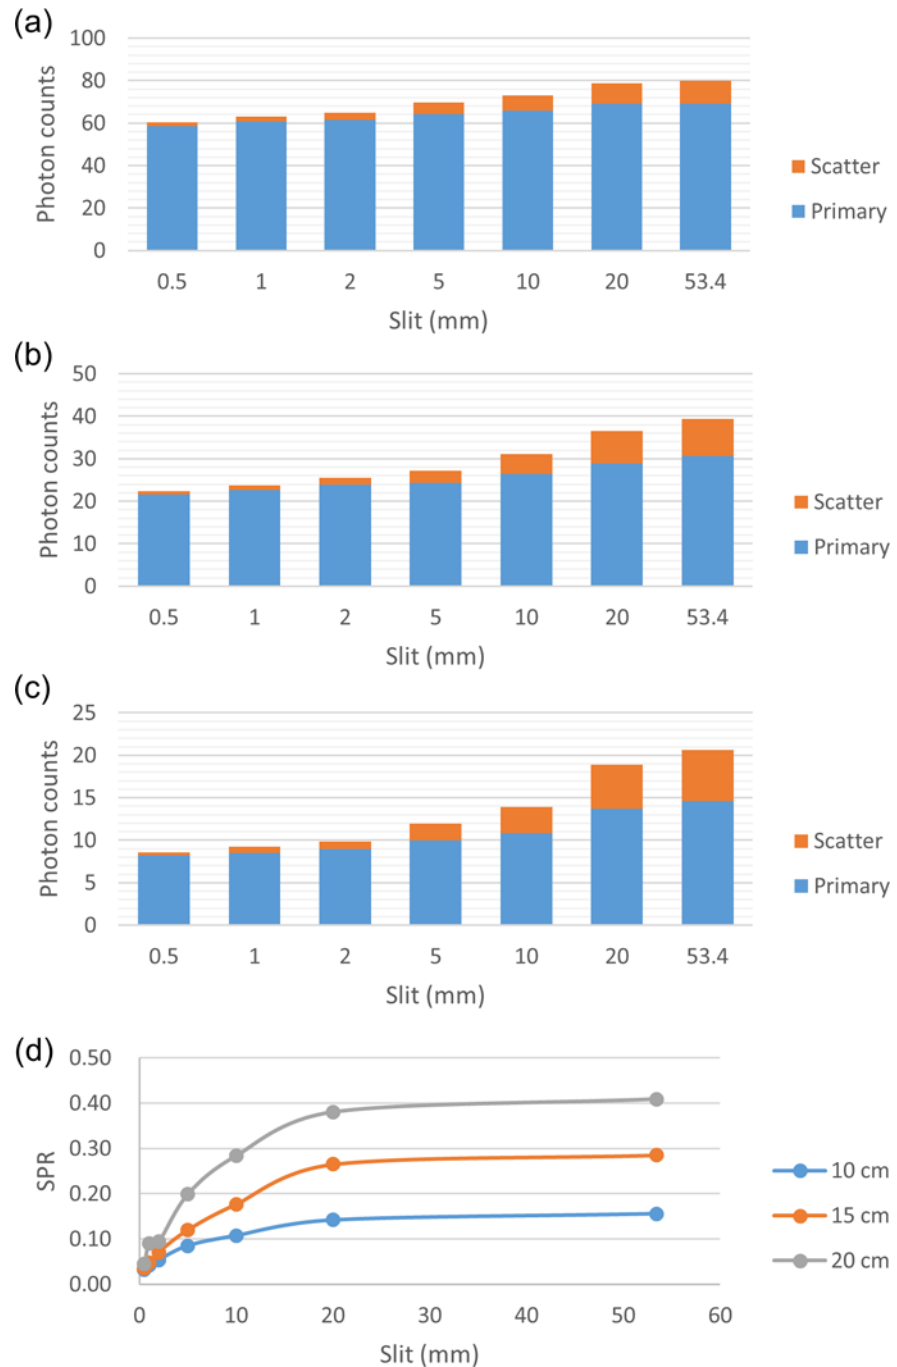 (a)
100
80
60
40
20
0
Photon counts
0.5 1 2 5 10 20 53.4
Slit (mm)
Scatter
Primary
(b)
50
40
30
20
10
0
Photon counts
0.5 1 2 5 10 20 53.4
Slit (mm)
Scatter
Primary
(c)
25
20
15
10
5
0
Photon counts
0.5 1 2 5 10 20 53.4
Slit (mm)
Scatter
Primary
(d)
0.50
0.40
0.30
0.20
0.10
0.00
SPR
0 10 20 30 40 50 60
Slit (mm)
10 cm
15 cm
20 cm